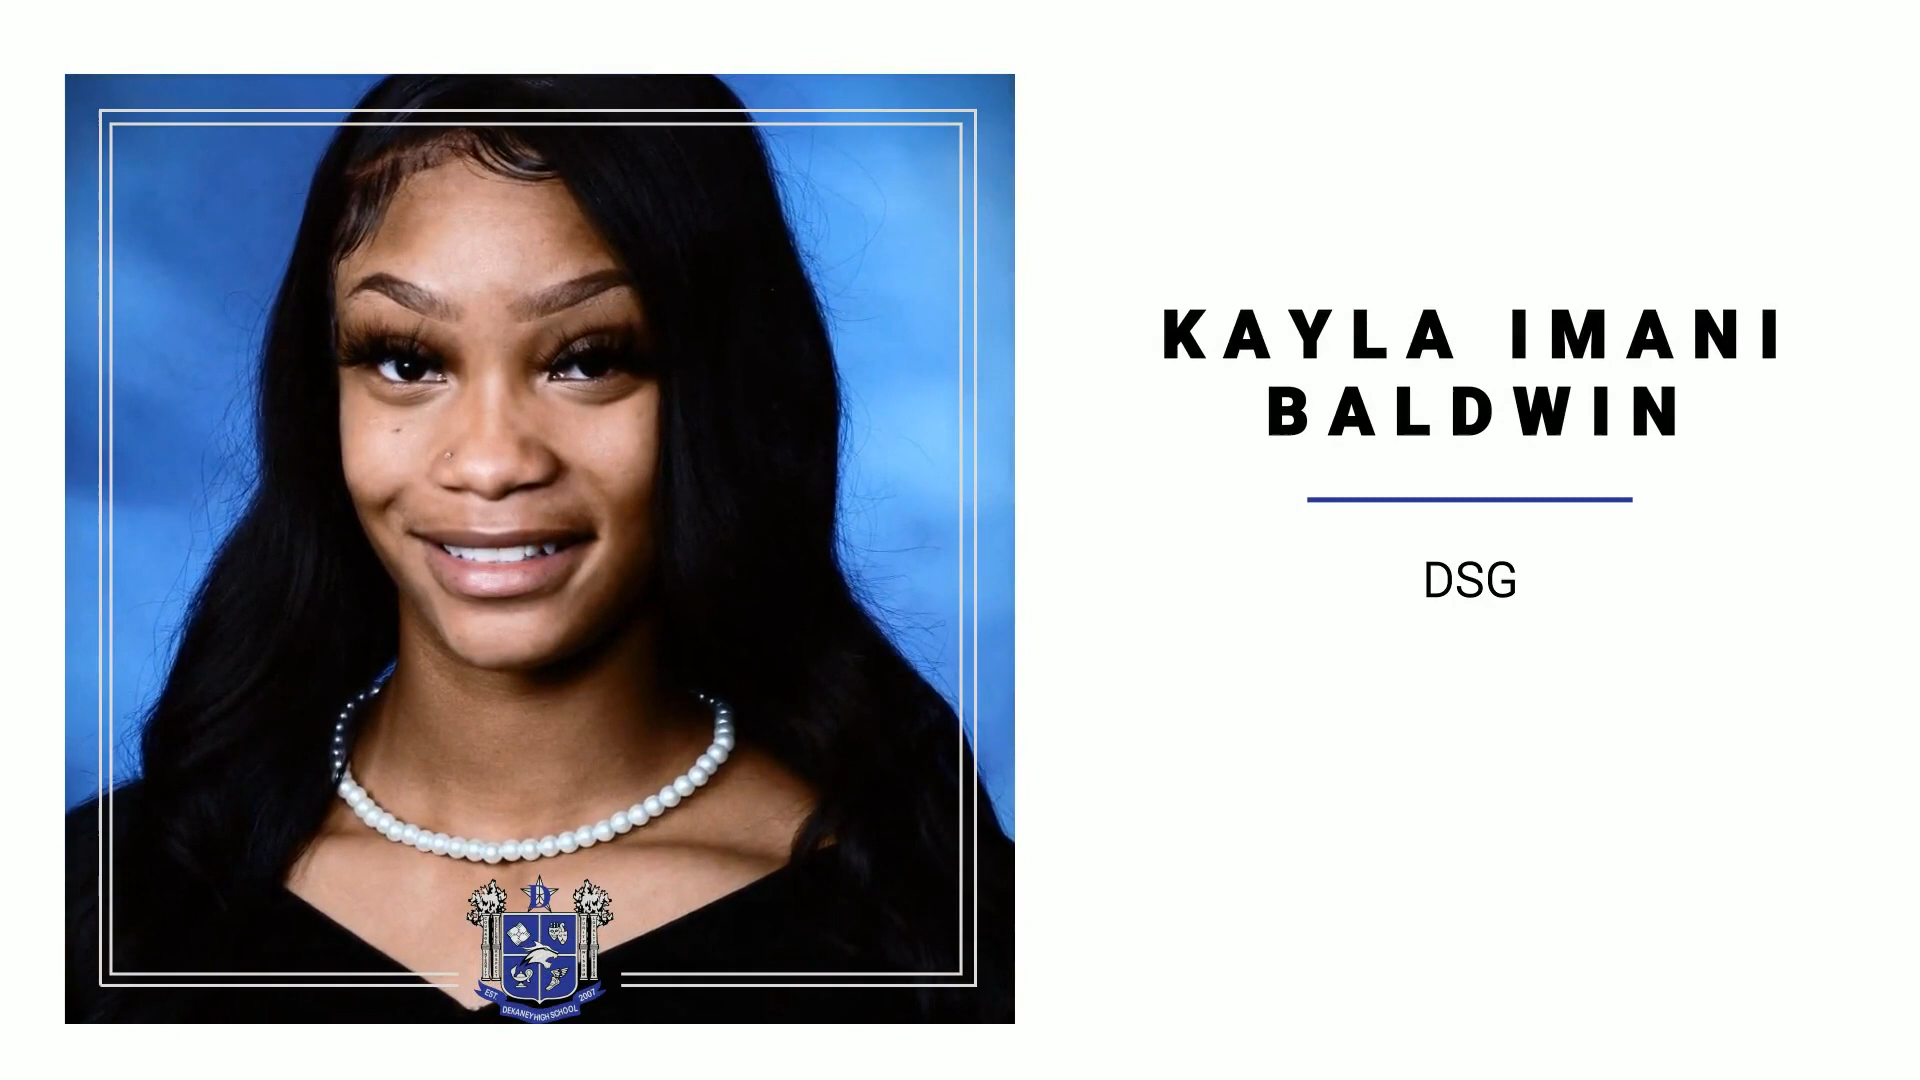 KAYLA IMANI
BALDWIN
DSG
D
EST. 2007
DEKANEY HIGH SCHOOL